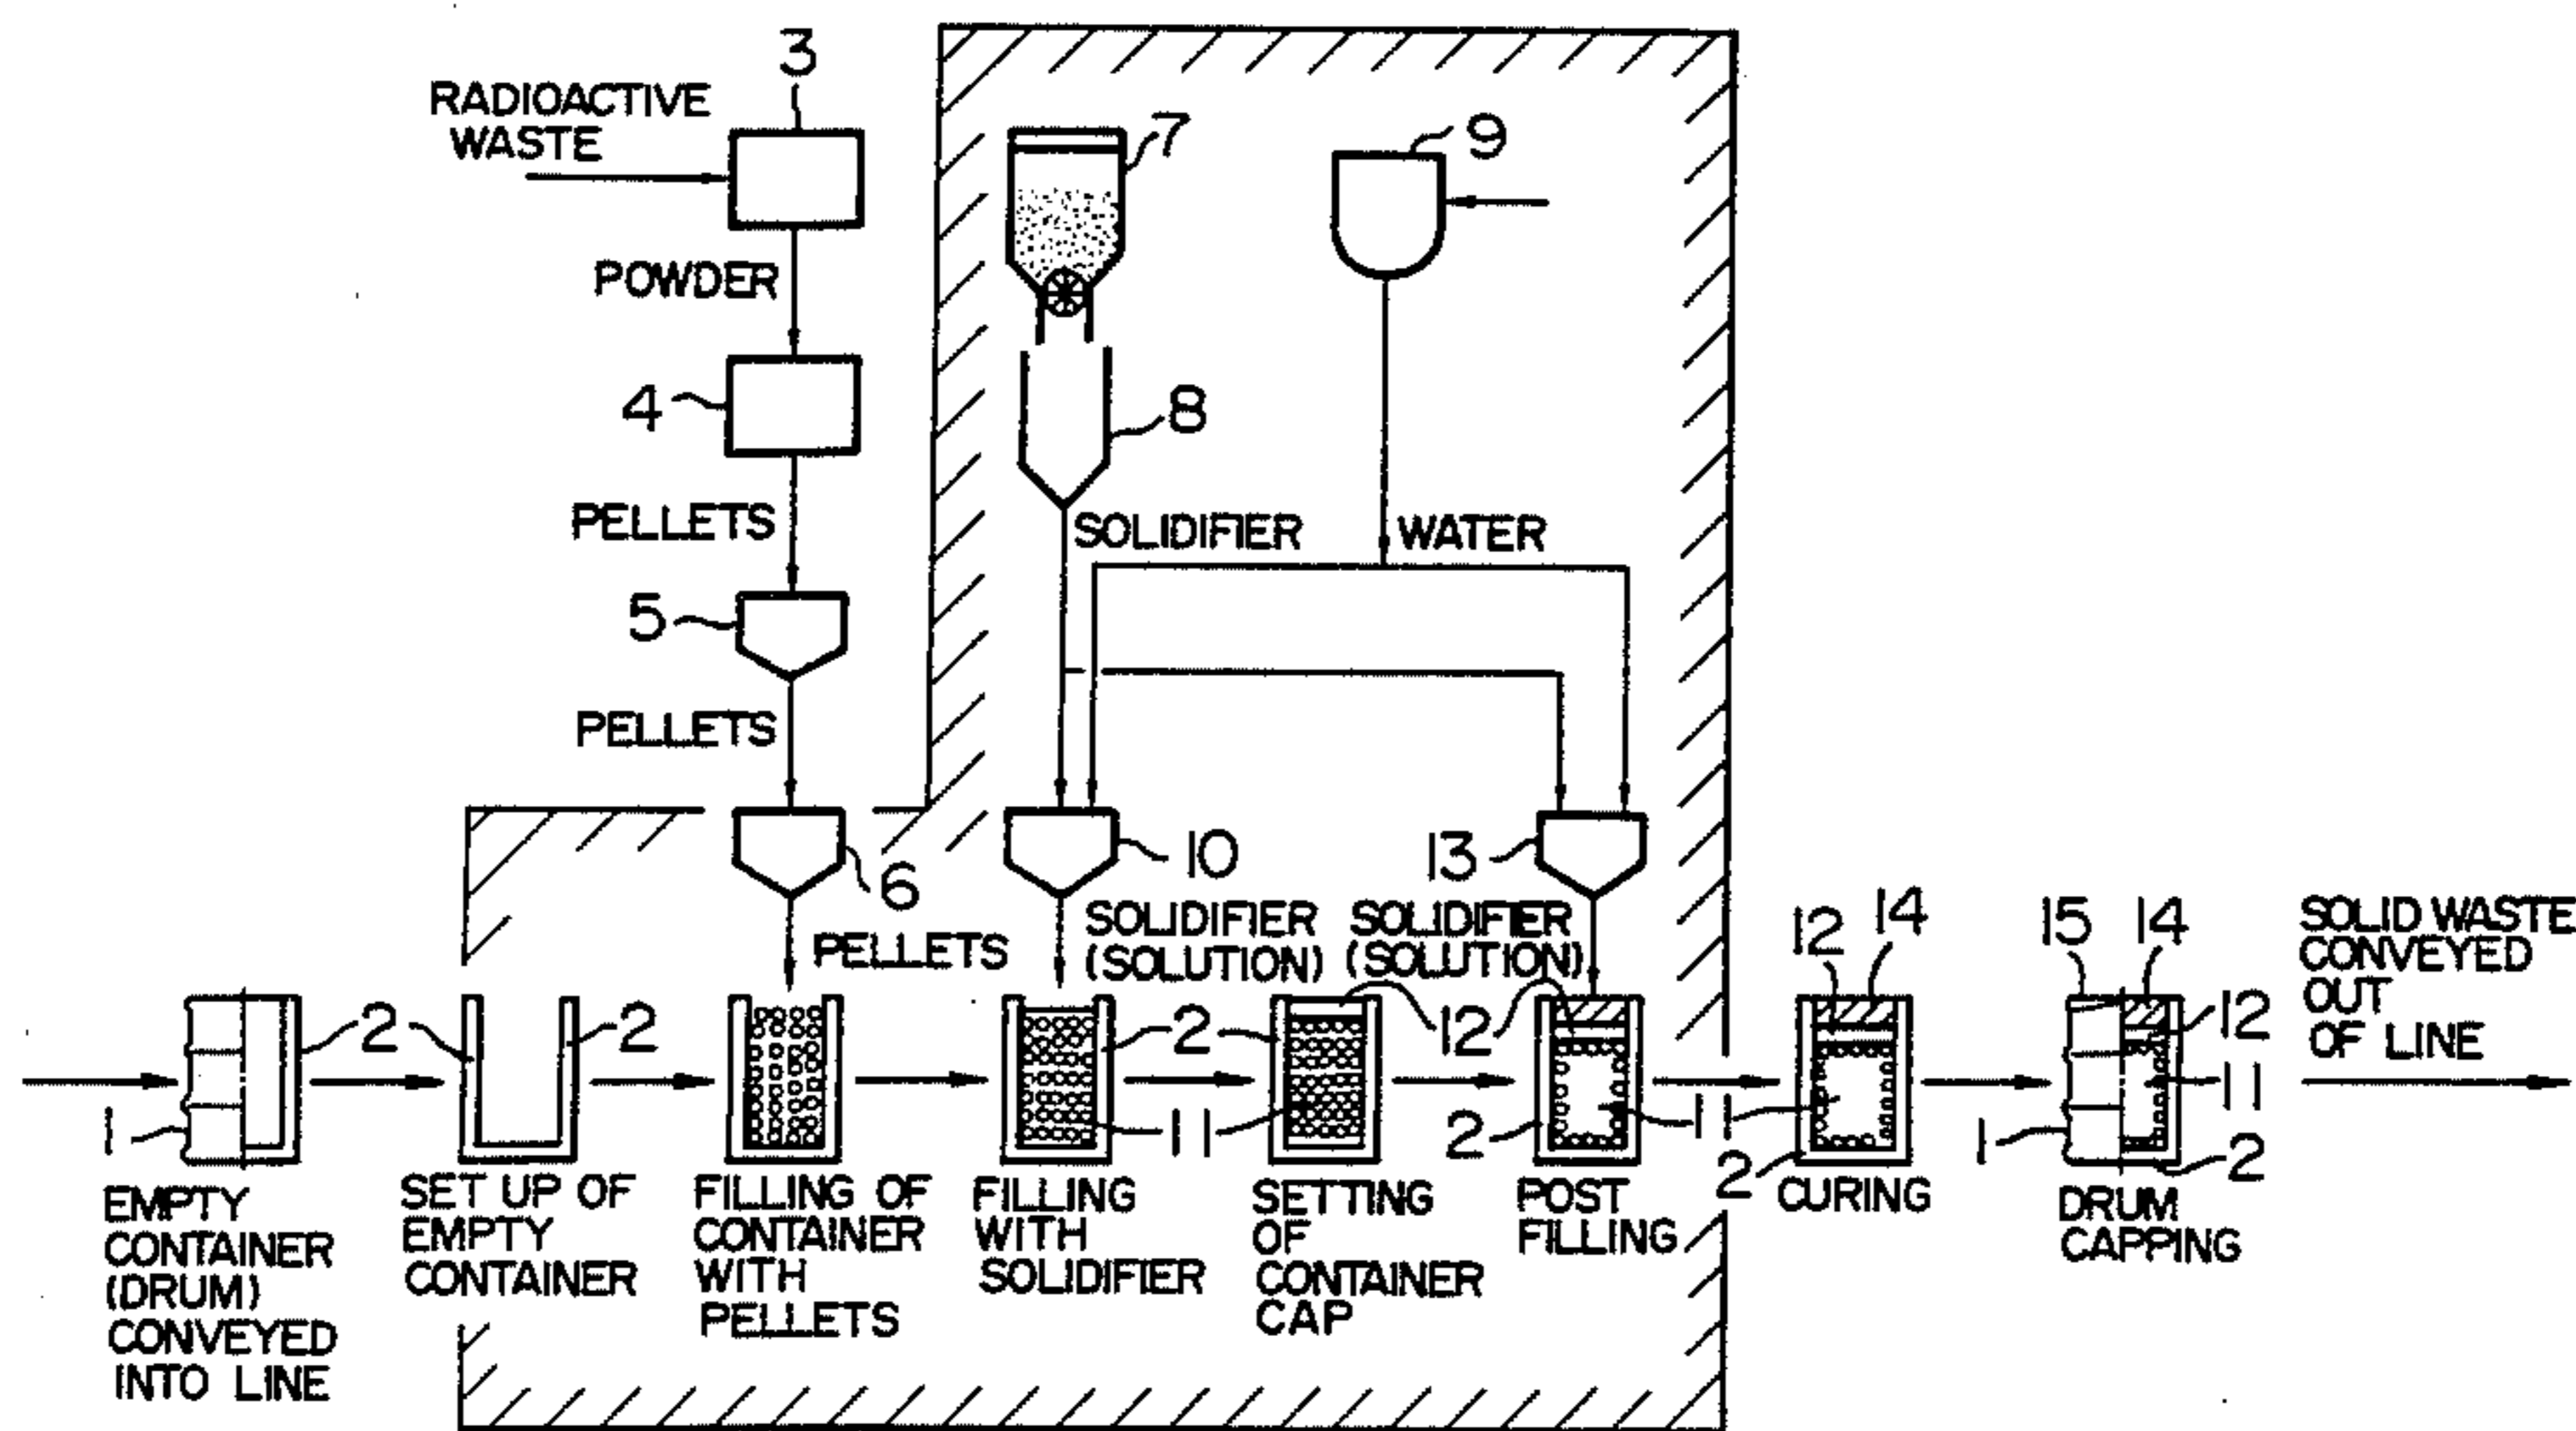 3
RADIOACTIVE
WASTE
7
9
POWDER
4
8
PELLETS
SOLIDIFIER
WATER
5
PELLETS
6
10
13
PELLETS
SOLIDIFIER
(SOLUTION)
SOLIDIFIER
(SOLUTION)
12
14
15
14
SOLID WASTE
CONVEYED
OUT
OF LINE
2
2
2
12
12
1
11
2
11
2
1
11
2
EMPTY
CONTAINER
(DRUM)
CONVEYED
INTO LINE
SET UP OF
EMPTY
CONTAINER
FILLING OF
CONTAINER
WITH
PELLETS
FILLING
WITH
SOLIDIFIER
SETTING
OF
CONTAINER
CAP
POST
FILLING
CURING
DRUM
CAPPING